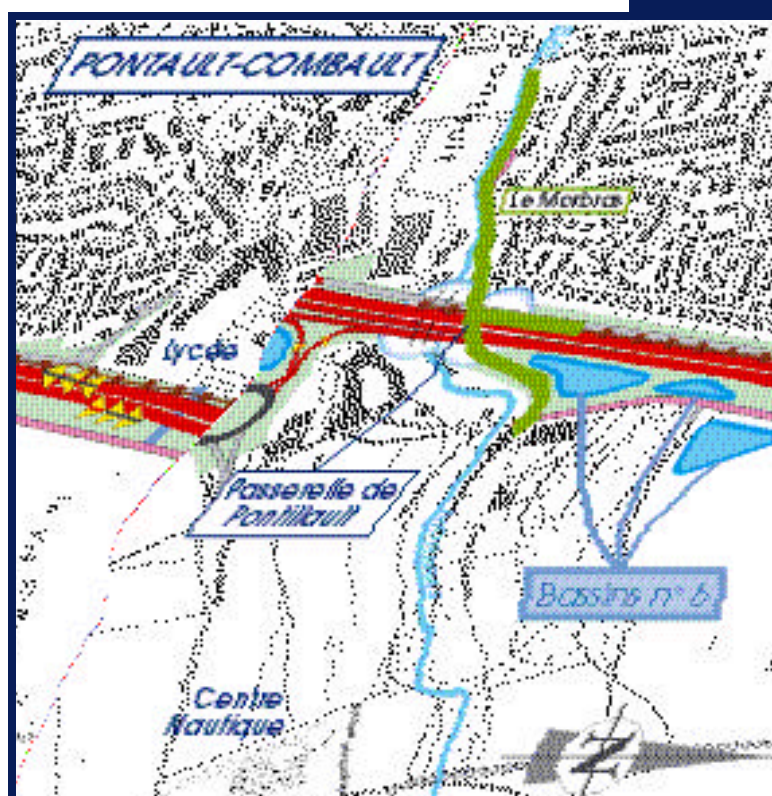 PONTAULT-COMBAULT
Le Morbras
Lycée
Passerelle de
Pontillault
Bassins n° 6
Centre
Nautique
N